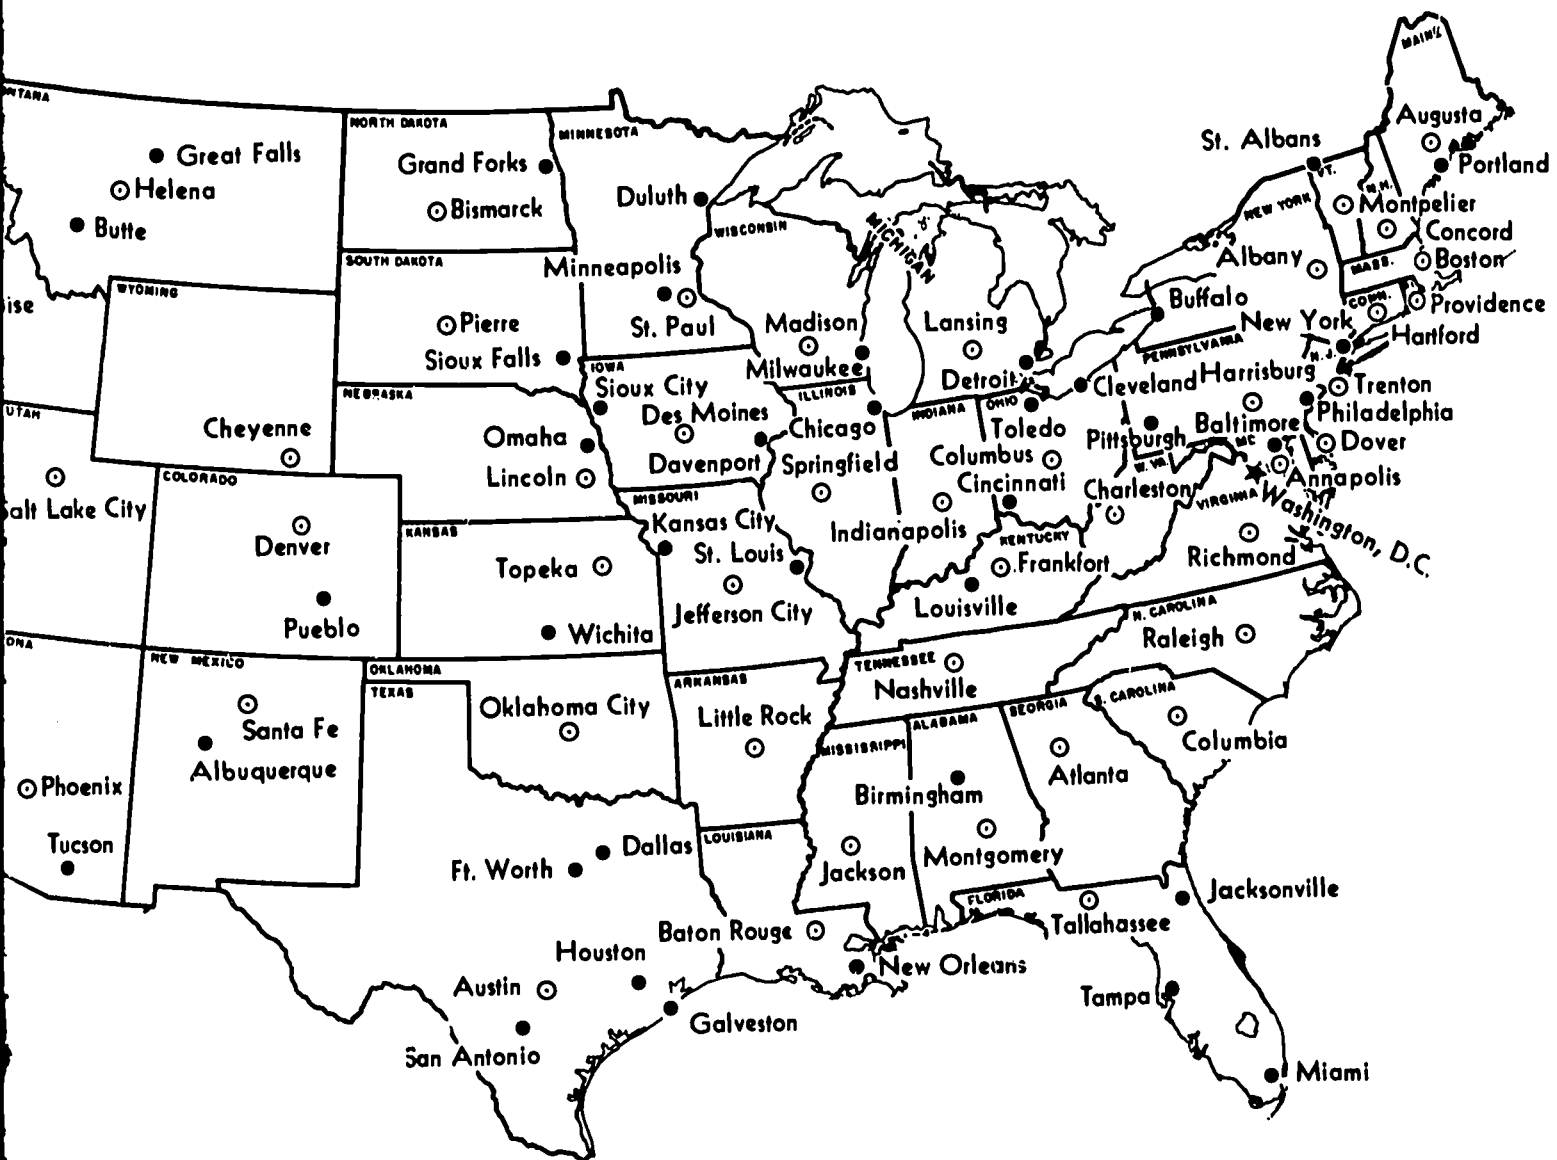 MAINE
NTANA
NORTH DAKOTA
MINNESOTA
Augusta
St. Albans
Great Falls
Grand Forks
Portland
VT.
N.H.
Helena
Bismarck
Duluth
NEW YORK
Montpelier
Butte
WISCONSIN
MICHIGAN
Concord
SOUTH DAKOTA
Minneapolis
Albany
MASS.
Boston
WYOMING
ise
Buffalo
CONN.
Providence
Pierre
St. Paul
Madison
Lansing
New York
Hartford
Sioux Falls
IOWA
Milwaukee
Detroit
PENNSYLVANIA
N.J.
NEBRASKA
Sioux City
ILLINOIS
INDIANA
OHIO
Cleveland
Harrisburg
Trenton
UTAH
Des Moines
Philadelphia
Cheyenne
Omaha
Chicago
Toledo
Pittsburgh
Baltimore
Dover
Lincoln
Davenport
Springfield
Columbus
W. VA.
Annapolis
COLORADO
MISSOURI
Cincinnati
Charleston
VIRGINIA
Washington, D.C.
Salt Lake City
Kansas City
Indianapolis
KANSAS
KENTUCKY
Denver
St. Louis
Richmond
Topeka
Frankfort
Jefferson City
Louisville
N. CAROLINA
Pueblo
Wichita
Raleigh
ONA
NEW MEXICO
OKLAHOMA
TENNESSEE
TEXAS
ARKANSAS
Nashville
S. CAROLINA
Oklahoma City
Little Rock
GEORGIA
Santa Fe
ALABAMA
MISSISSIPPI
Columbia
Albuquerque
Atlanta
Phoenix
Birmingham
Tucson
Dallas
LOUISIANA
Ft. Worth
Jackson
Montgomery
FLORIDA
Jacksonville
Baton Rouge
Tallahassee
Houston
New Orleans
Austin
Tampa
Galveston
San Antonio
Miami